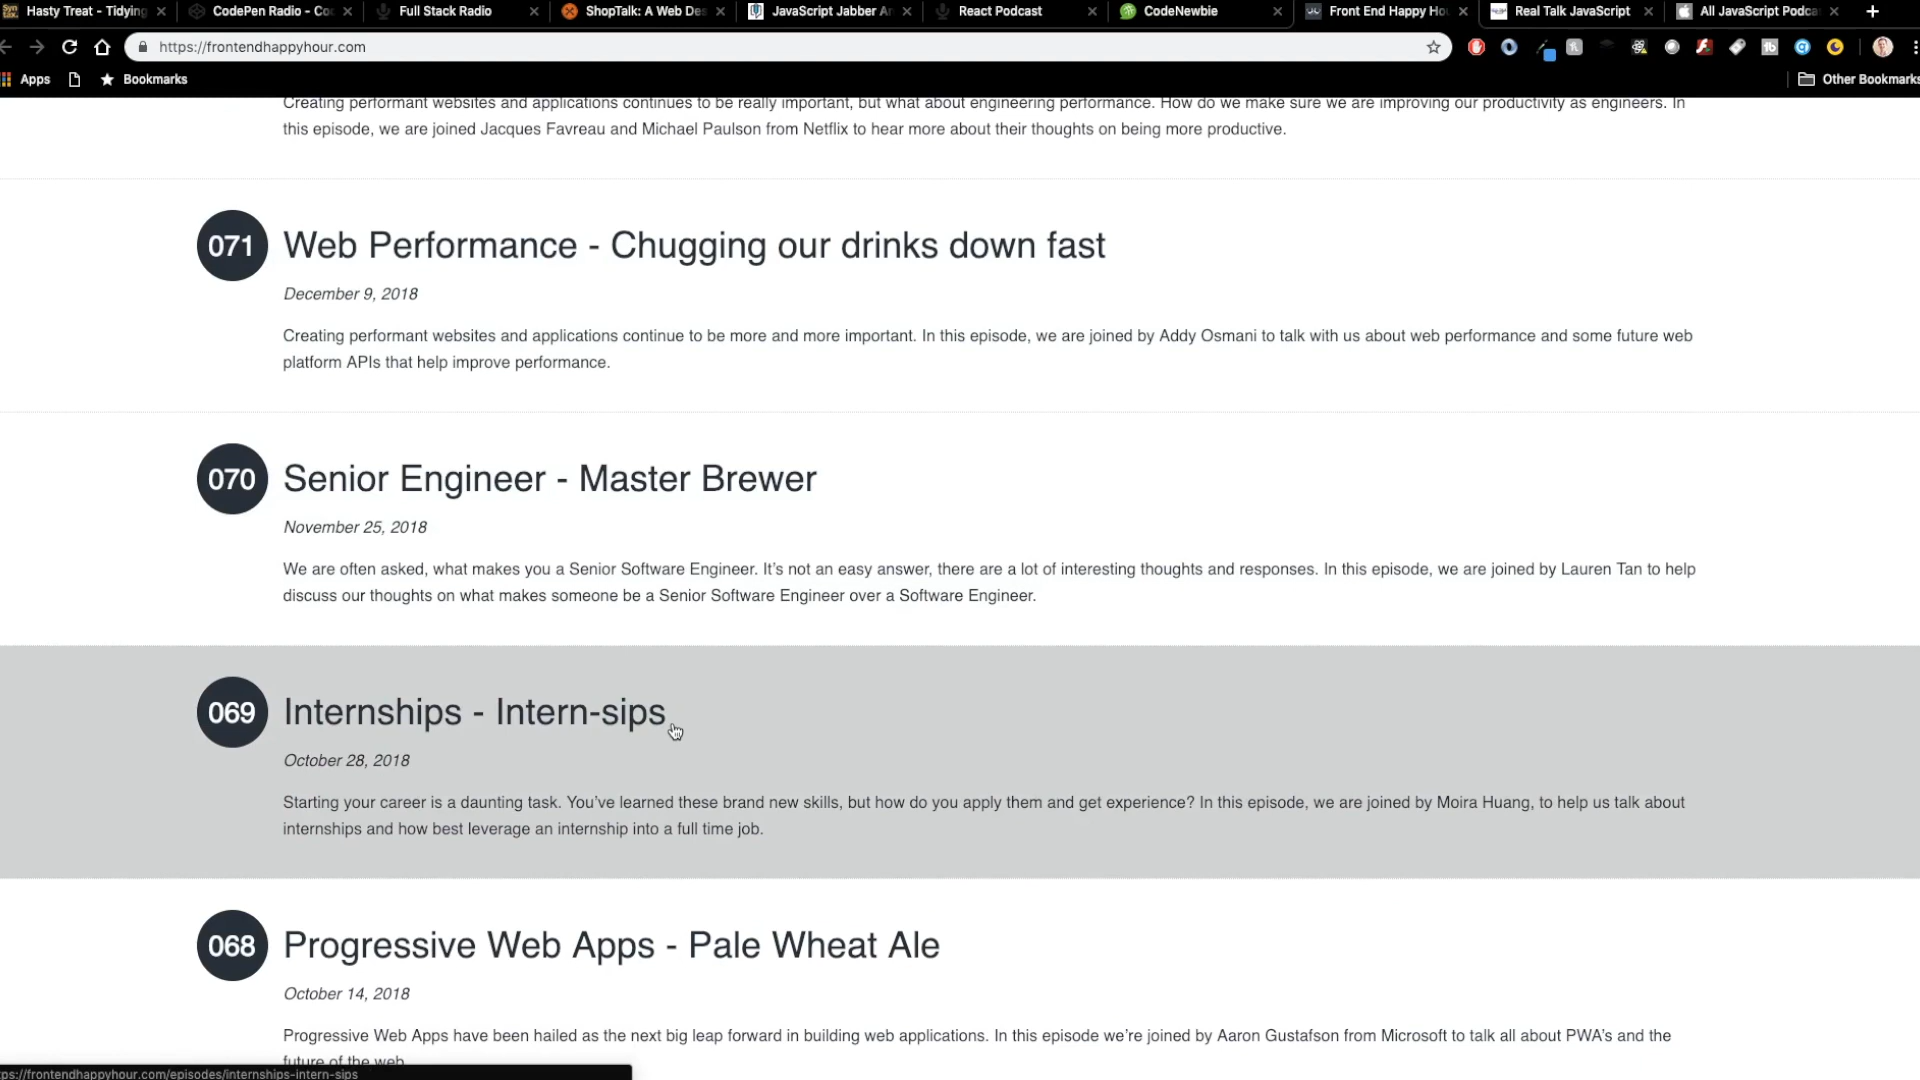 Hasty Treat - Tidying
CodePen Radio - Co
Full Stack Radio
ShopTalk: A Web Des
JavaScript Jabber Ar
React Podcast
CodeNewbie
Front End Happy Ho
Real Talk JavaScript
All JavaScript Podca
https://frontendhappyhour.com
Apps
Bookmarks
Other Bookmarks
Creating performant websites and applications continues to be really important, but what about engineering performance. How do we make sure we are improving our productivity as engineers. In
this episode, we are joined Jacques Favreau and Michael Paulson from Netflix to hear more about their thoughts on being more productive.
071
Web Performance - Chugging our drinks down fast
December 9, 2018
Creating performant websites and applications continue to be more and more important. In this episode, we are joined by Addy Osmani to talk with us about web performance and some future web
platform APIs that help improve performance.
070
Senior Engineer - Master Brewer
November 25, 2018
We are often asked, what makes you a Senior Software Engineer. It's not an easy answer, there are a lot of interesting thoughts and responses. In this episode, we are joined by Lauren Tan to help
discuss our thoughts on what makes someone be a Senior Software Engineer over a Software Engineer.
069
Internships - Intern-sips
October 28, 2018
Starting your career is a daunting task. You've learned these brand new skills, but how do you apply them and get experience? In this episode, we are joined by Moira Huang, to help us talk about
internships and how best leverage an internship into a full time job.
068
Progressive Web Apps - Pale Wheat Ale
October 14, 2018
Progressive Web Apps have been hailed as the next big leap forward in building web applications. In this episode we're joined by Aaron Gustafson from Microsoft to talk all about PWA's and the
future of the web
ps://frontendhappyhour.com/episodes/internships-intern-sips